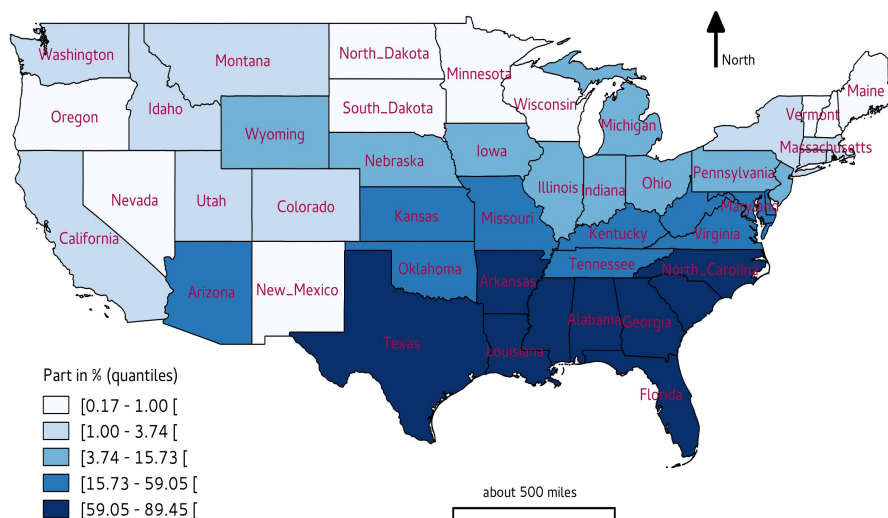 North
Washington
Montana
North_Dakota
Minnesota
Maine
Oregon
Idaho
South_Dakota
Wisconsin
Vermont
Wyoming
Michigan
Massachusetts
Nebraska
Iowa
Pennsylvania
Nevada
Utah
Colorado
Illinois
Indiana
Ohio
Maryland
California
Kansas
Missouri
Kentucky
Virginia
Arizona
New_Mexico
Oklahoma
Arkansas
Tennessee
North_Carolina
Texas
Louisiana
Alabama
Georgia
Florida
Part in % (quantiles)
[0.17 - 1.00 [
[1.00 - 3.74 [
[3.74 - 15.73 [
[15.73 - 59.05 [
[59.05 - 89.45 [
about 500 miles